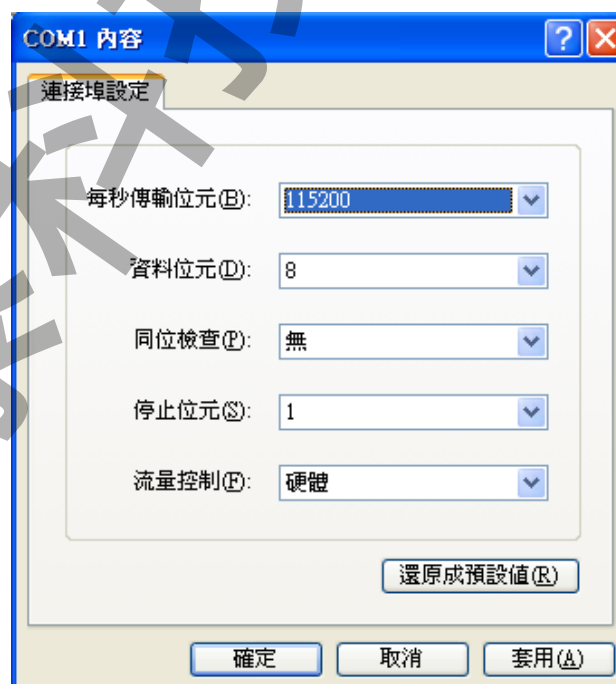 COM1 內容
連接埠設定
每秒傳輸位元(B): 115200
資料位元(D): 8
同位檢查(P): 無
停止位元(S): 1
流量控制(F): 硬體
還原成預設值(R)
確定 取消 套用(A)